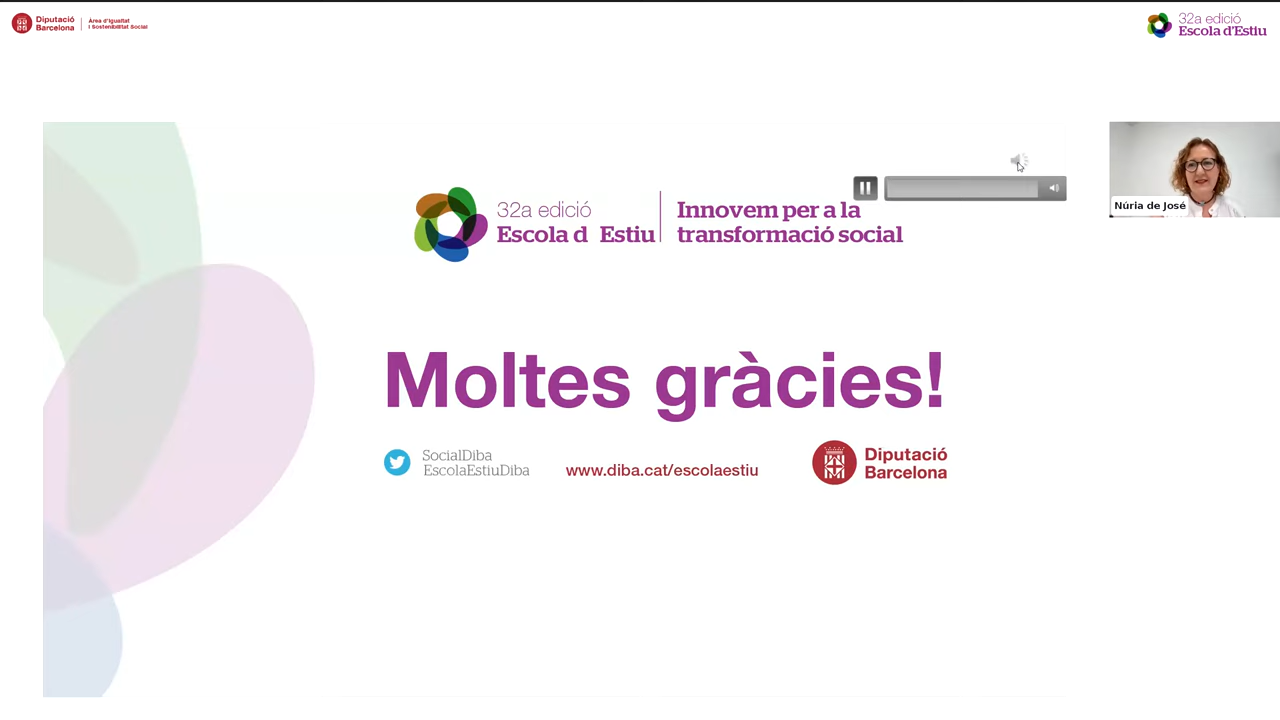 Diputació
Barcelona
Àrea d'Igualtat
i Sostenibilitat Social
32a edició
Escola d'Estiu
32a edició
Escola d Estiu
Innovem per a la
transformació social
Núria de José
Moltes gràcies!
SocialDiba
EscolaEstiuDiba
www.diba.cat/escolaestiu
Diputació
Barcelona